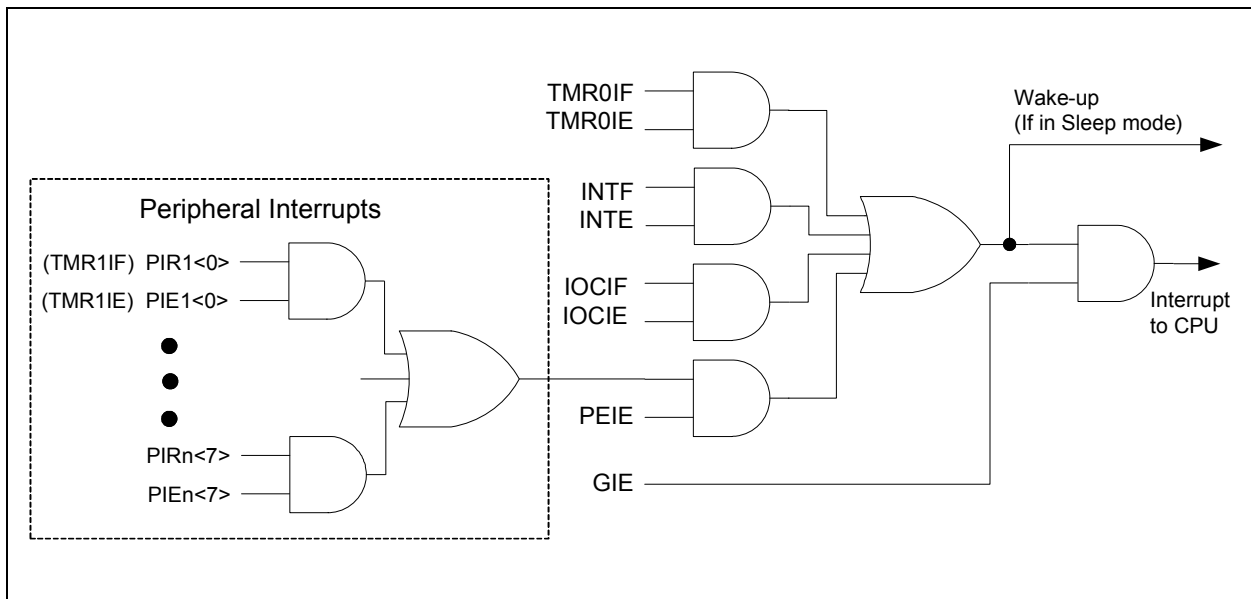 TMR0IF
TMR0IE
Wake-up
(If in Sleep mode)
INTF
INTE
Peripheral Interrupts
(TMR1IF) PIR1<0>
(TMR1IE) PIE1<0>
IOCIF
IOCIE
Interrupt
to CPU
PEIE
PIRn<7>
PIEn<7>
GIE